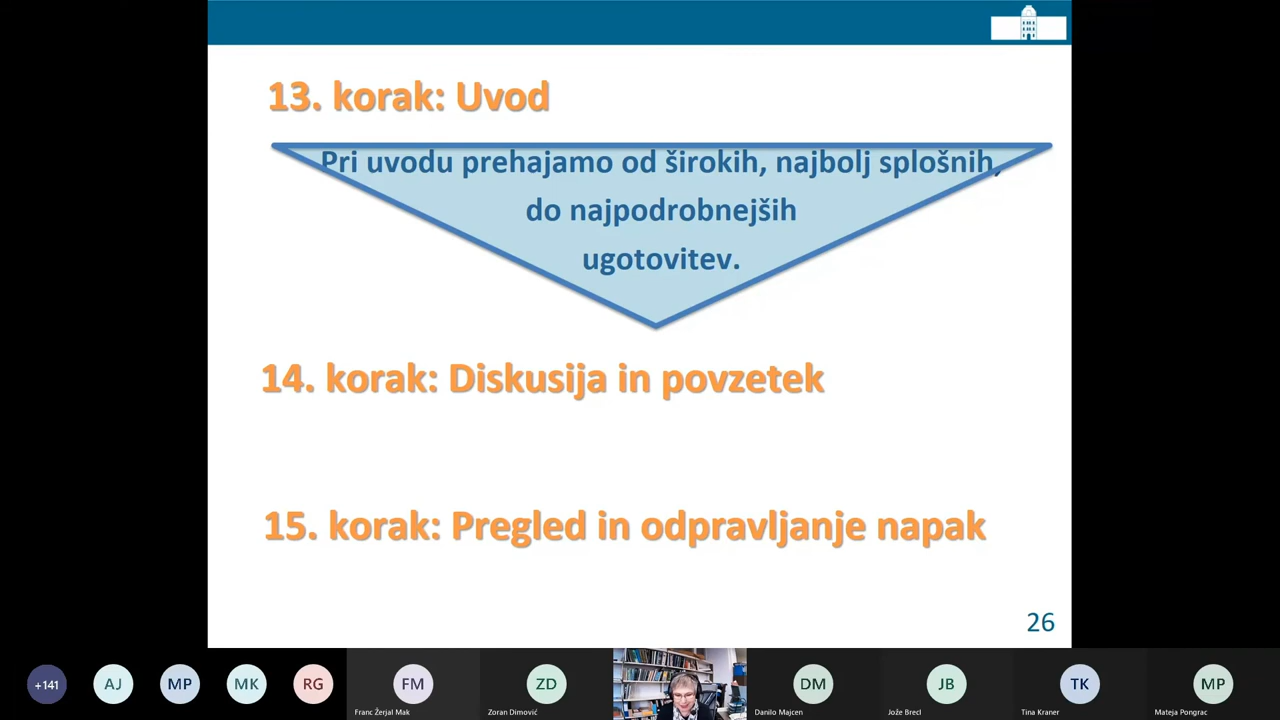 13. korak: Uvod
Pri uvodu prehajamo od širokih, najbolj splošnih,
do najpodrobnejših
ugotovitev.
14. korak: Diskusija in povzetek
15. korak: Pregled in odpravljanje napak
26
+141
AJ
MP
MK
RG
FM
ZD
DM
JB
TK
MP
Franc Žerjal Mak
Zoran Dimović
Danilo Majcen
Jože Brecl
Tina Kraner
Mateja Pongrac